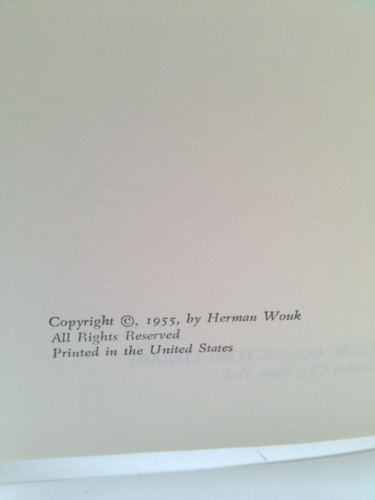 Copyright ©, 1955, by Herman Wouk
All Rights Reserved
Printed in the United States